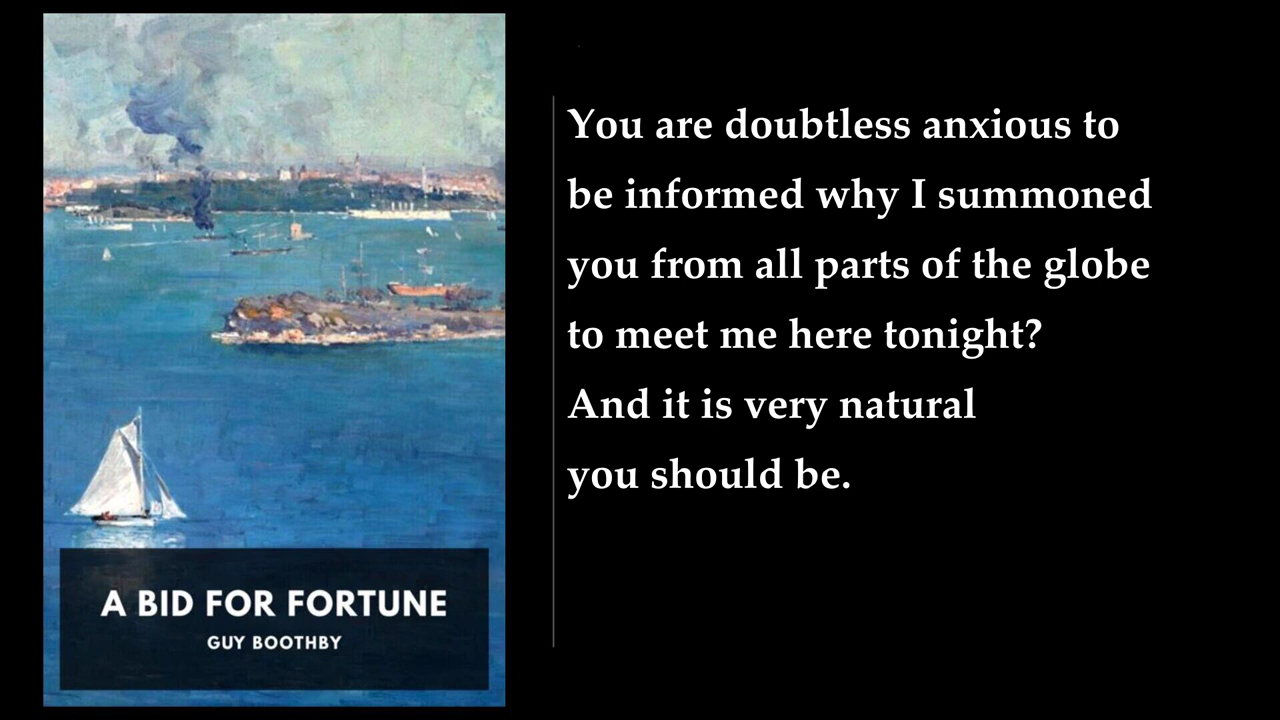 A BID FOR FORTUNE
GUY BOOTHBY
You are doubtless anxious to
be informed why I summoned
you from all parts of the globe
to meet me here tonight?
And it is very natural
you should be.